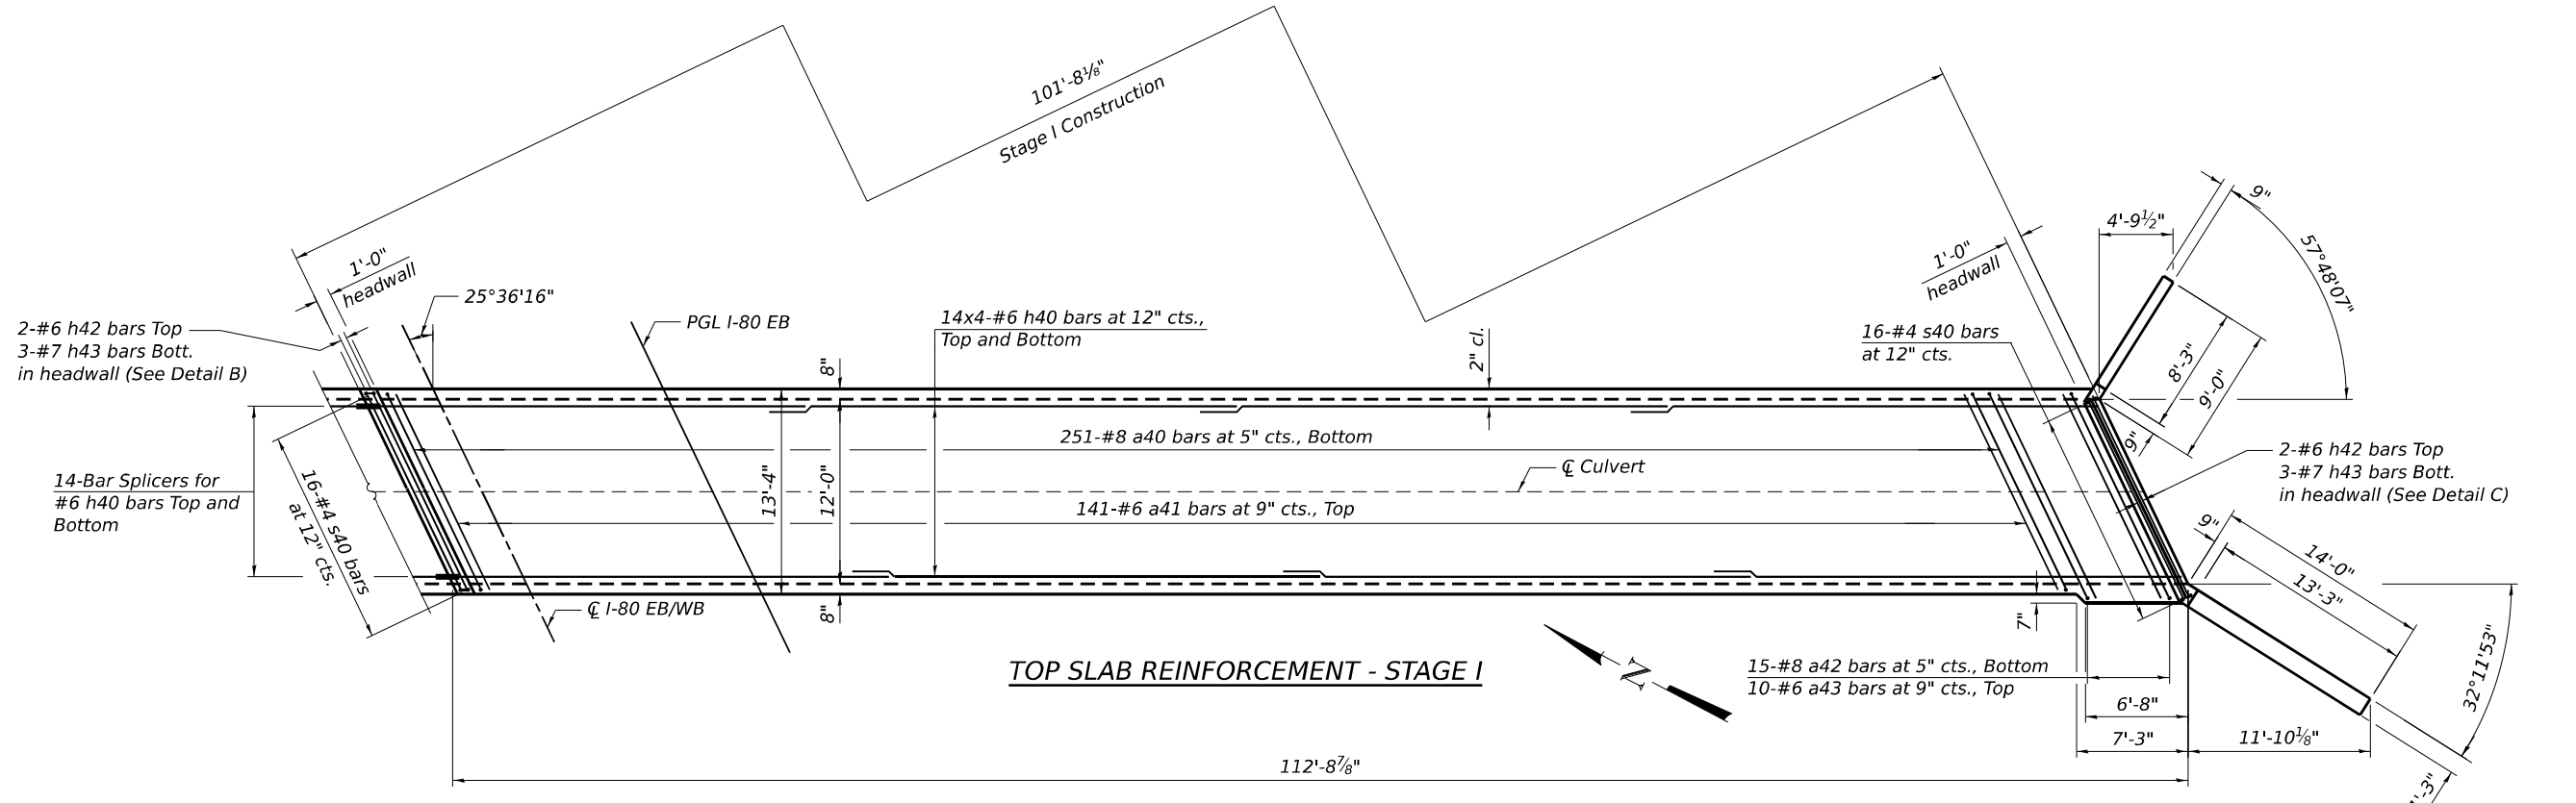 101'-8⅛"
Stage I Construction
1'-0"
headwall
25°36'16"
PGL I-80 EB
2-#6 h42 bars Top
3-#7 h43 bars Bott.
in headwall (See Detail B)
14x4-#6 h40 bars at 12" cts.,
Top and Bottom
8"
2" cl.
1'-0"
headwall
16-#4 s40 bars
at 12" cts.
4'-9½"
9"
57°48'07"
8'-3"
9'-0"
9"
251-#8 a40 bars at 5" cts., Bottom
℄ Culvert
141-#6 a41 bars at 9" cts., Top
13'-4"
12'-0"
14-Bar Splicers for
#6 h40 bars Top and
Bottom
16-#4 s40 bars
at 12" cts.
2-#6 h42 bars Top
3-#7 h43 bars Bott.
in headwall (See Detail C)
9"
14'-0"
13'-3"
32°11'53"
℄ I-80 EB/WB
8"
7"
TOP SLAB REINFORCEMENT - STAGE I
N
15-#8 a42 bars at 5" cts., Bottom
10-#6 a43 bars at 9" cts., Top
6'-8"
7'-3"
11'-10⅛"
112'-8⅞"